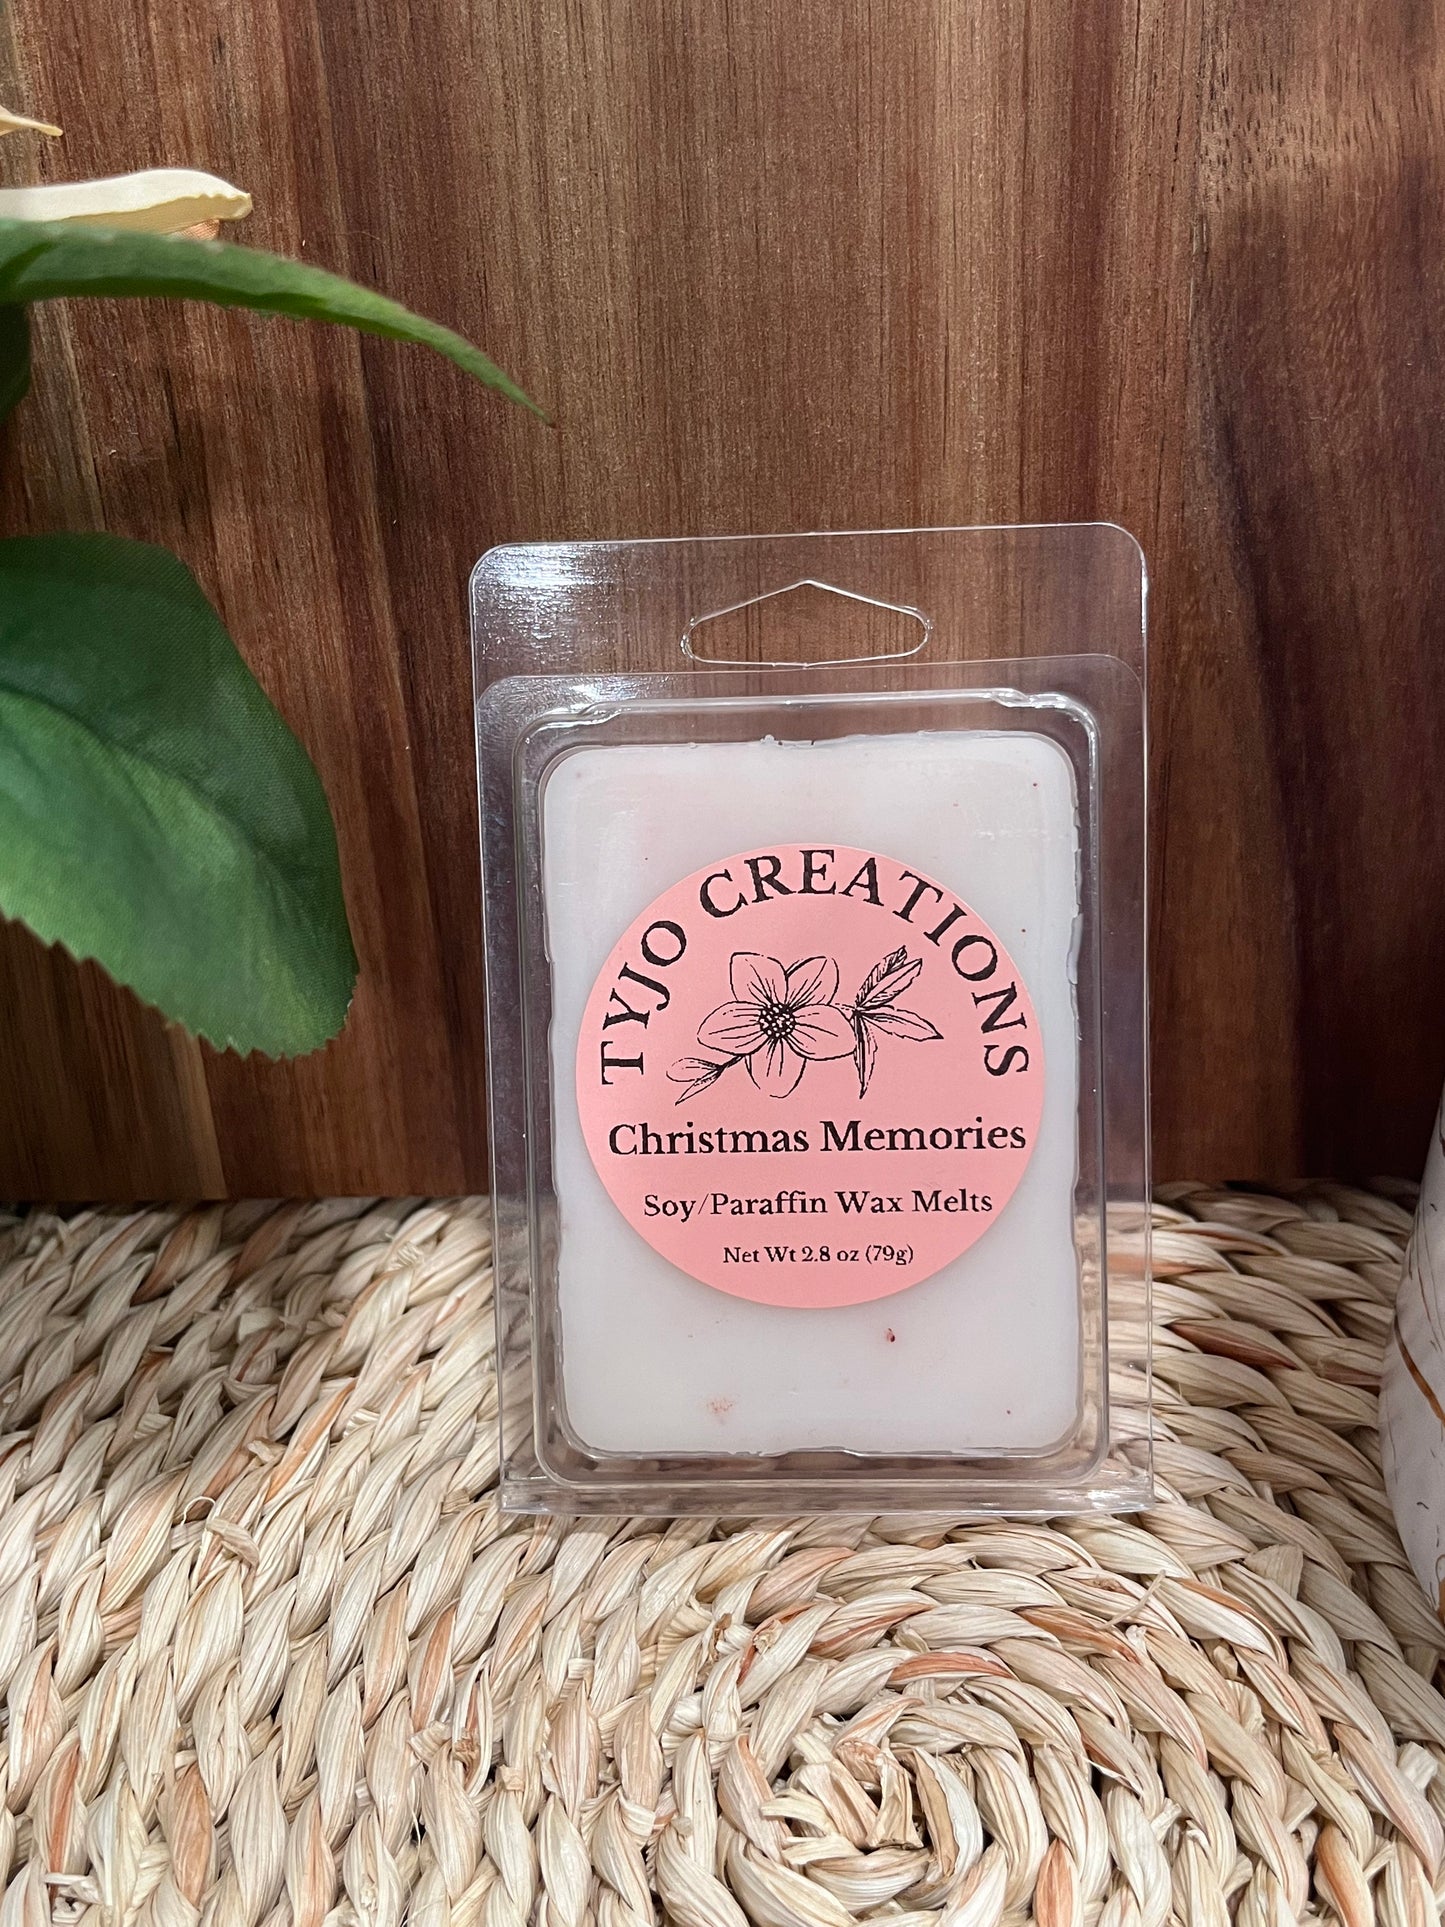 TYJO CREATIONS
Christmas Memories
Soy/Paraffin Wax Melts
Net Wt 2.8 oz (79g)